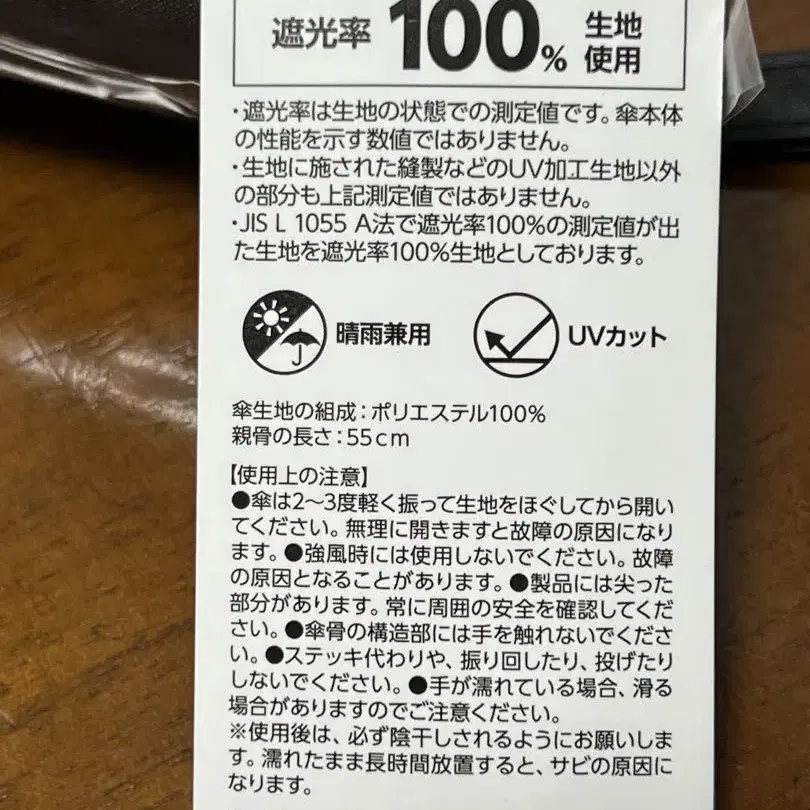 遮光率 100% 生地使用
・遮光率は生地の状態での測定値です。傘本体
の性能を示す数値ではありません。
・生地に施された縫製などのUV加工生地以外
の部分も上記測定値ではありません。
・JIS L 1055 A法で遮光率100%の測定値が出
た生地を遮光率100%生地としております。
晴雨兼用 UVカット
傘生地の組成：ポリエステル100%
親骨の長さ：55cm
【使用上の注意】
●傘は2〜3度軽く振って生地をほぐしてから開い
てください。無理に開きますと故障の原因になり
ます。●強風時には使用しないでください。故障
の原因となることがあります。●製品には尖った
部分があります。常に周囲の安全を確認してくだ
さい。●傘骨の構造部には手を触れないでくださ
い。●ステッキ代わりや、振り回したり、投げたり
しないでください。●手が濡れている場合、滑る
場合がありますのでご注意ください。
※使用後は、必ず陰干しされるようにお願いしま
す。濡れたまま長時間放置すると、サビの原因に
なります。